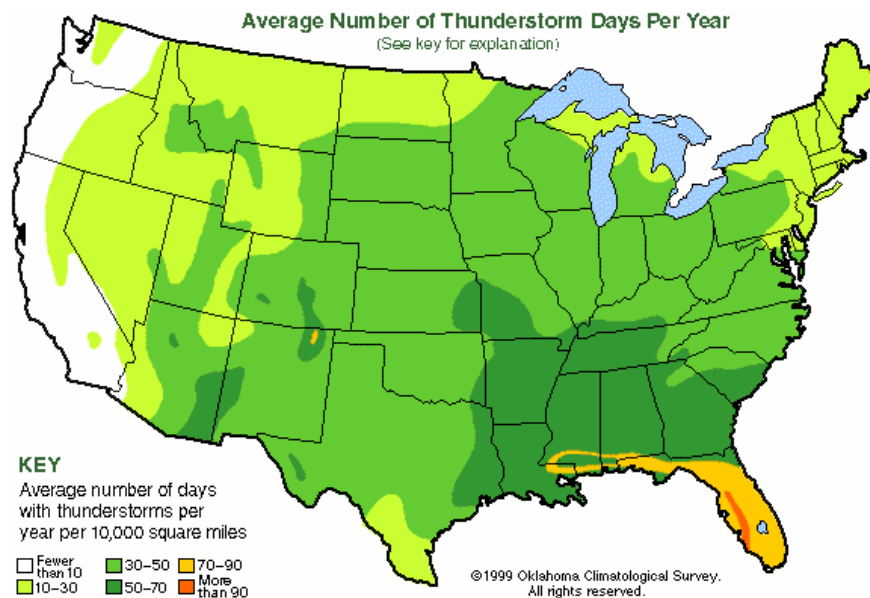 Average Number of Thunderstorm Days Per Year
(See key for explanation)
KEY
Average number of days
with thunderstorms per
year per 10,000 square miles
Fewer
than 10
30–50
70–90
10–30
50–70
More
than 90
©1999 Oklahoma Climatological Survey.
All rights reserved.